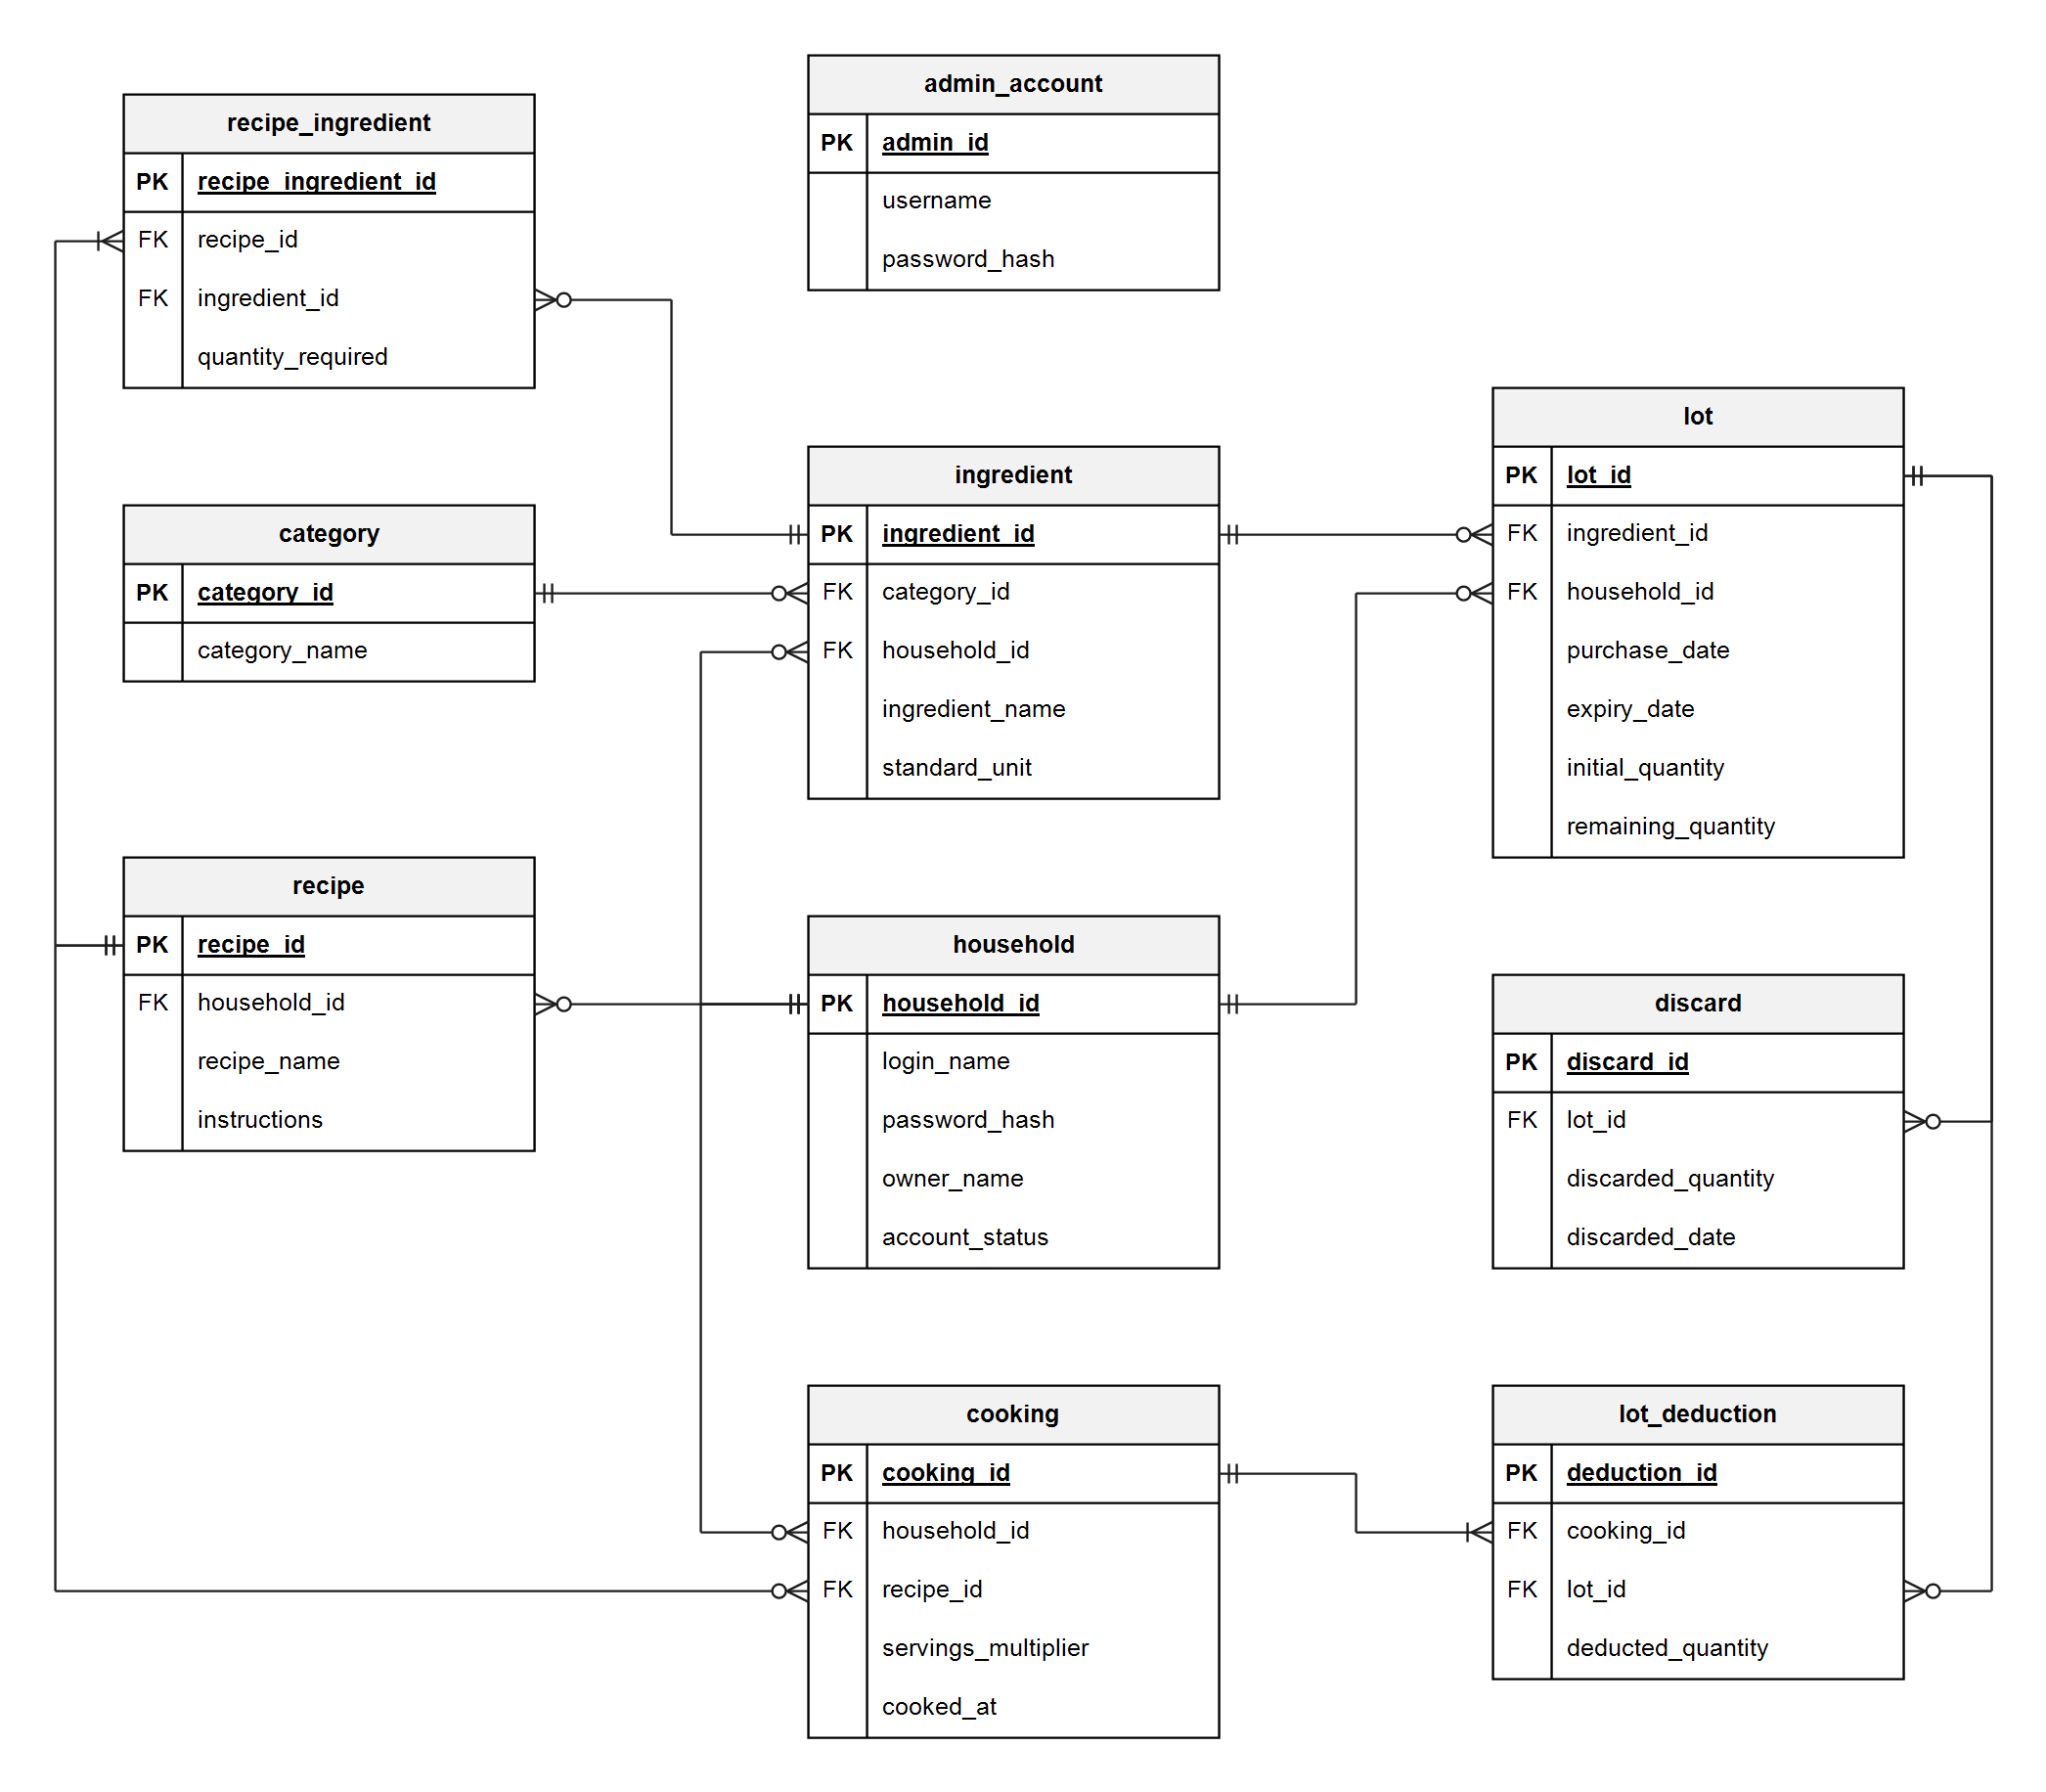 admin_account
PK admin_id
username
password_hash
recipe_ingredient
PK recipe_ingredient_id
FK recipe_id
FK ingredient_id
quantity_required
lot
PK lot_id
FK ingredient_id
FK household_id
purchase_date
expiry_date
initial_quantity
remaining_quantity
ingredient
PK ingredient_id
FK category_id
FK household_id
ingredient_name
standard_unit
category
PK category_id
category_name
recipe
PK recipe_id
FK household_id
recipe_name
instructions
household
PK household_id
login_name
password_hash
owner_name
account_status
discard
PK discard_id
FK lot_id
discarded_quantity
discarded_date
cooking
PK cooking_id
FK household_id
FK recipe_id
servings_multiplier
cooked_at
lot_deduction
PK deduction_id
FK cooking_id
FK lot_id
deducted_quantity